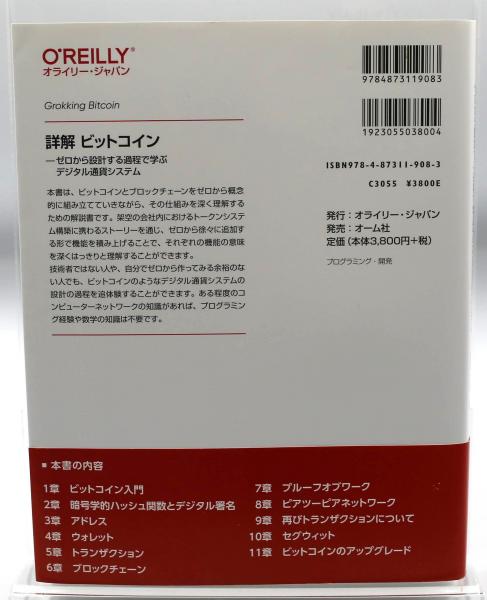 O'REILLY®
オライリー・ジャパン
Grokking Bitcoin
詳解 ビットコイン
―ゼロから設計する過程で学ぶ
デジタル通貨システム
本書は、ビットコインとブロックチェーンをゼロから概念
的に組み立てていきながら、その仕組みを深く理解する
ための解説書です。架空の会社内におけるトークンシステ
ム構築に携わるストーリーを通じ、ゼロから徐々に追加す
る形で機能を積み上げることで、それぞれの機能の意味
を深くはっきりと理解することができます。
技術者ではない人や、自分でゼロから作ってみる余裕のな
い人でも、ビットコインのようなデジタル通貨システムの
設計の過程を追体験することができます。ある程度のコ
ンピューターネットワークの知識があれば、プログラミン
グ経験や数学の知識は不要です。
9784873119083
1923055038004
ISBN978-4-87311-908-3
C3055 ¥3800E
発行：オライリー・ジャパン
発売：オーム社
定価（本体3,800円＋税）
プログラミング・開発
■ 本書の内容
1章 ビットコイン入門
2章 暗号学的ハッシュ関数とデジタル署名
3章 アドレス
4章 ウォレット
5章 トランザクション
6章 ブロックチェーン
7章 プルーフオブワーク
8章 ピアツーピアネットワーク
9章 再びトランザクションについて
10章 セグウィット
11章 ビットコインのアップグレード